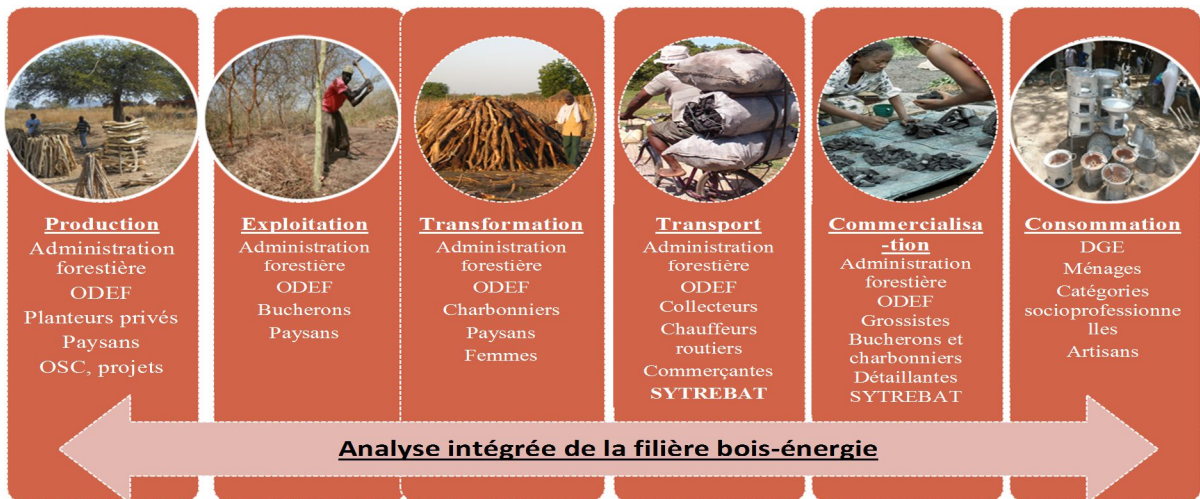 Production
Administration
forestière
ODEF
Planteurs privés
Paysans
OSC, projets
Exploitation
Administration
forestière
ODEF
Bucherons
Paysans
Transformation
Administration
forestière
ODEF
Charbonniers
Paysans
Femmes
Transport
Administration
forestière
ODEF
Collecteurs
Chauffeurs
routiers
Commerçantes
SYTREBAT
Commercialisa
-tion
Administration
forestière
ODEF
Grossistes
Bucherons et
charbonniers
Détaillantes
SYTREBAT
Consommation
DGE
Ménages
Catégories
socioprofessionne
lles
Artisans
Analyse intégrée de la filière bois-énergie